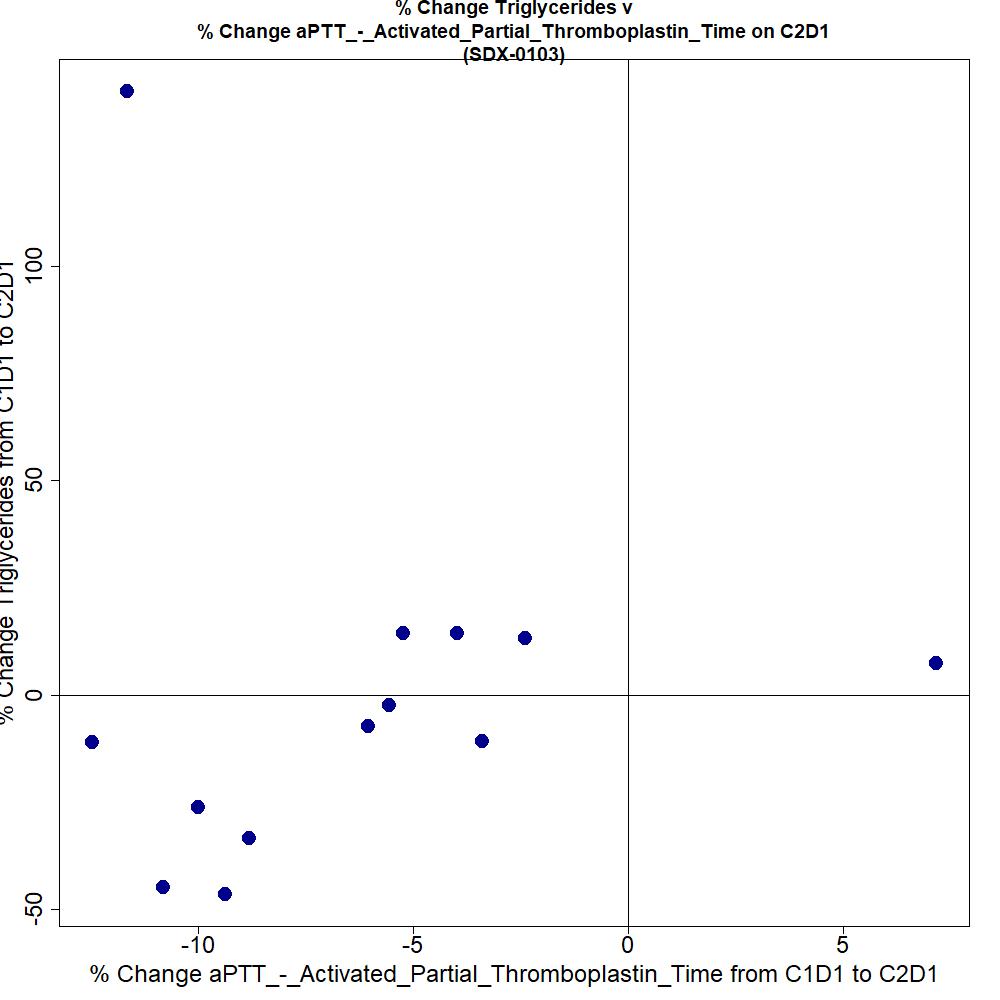 % Change Triglycerides v
% Change aPTT_-_Activated_Partial_Thromboplastin_Time on C2D1
(SDX-0103)
% Change Triglycerides from C1D1 to C2D1
100
50
0
-50
-10
-5
0
5
% Change aPTT_-_Activated_Partial_Thromboplastin_Time from C1D1 to C2D1